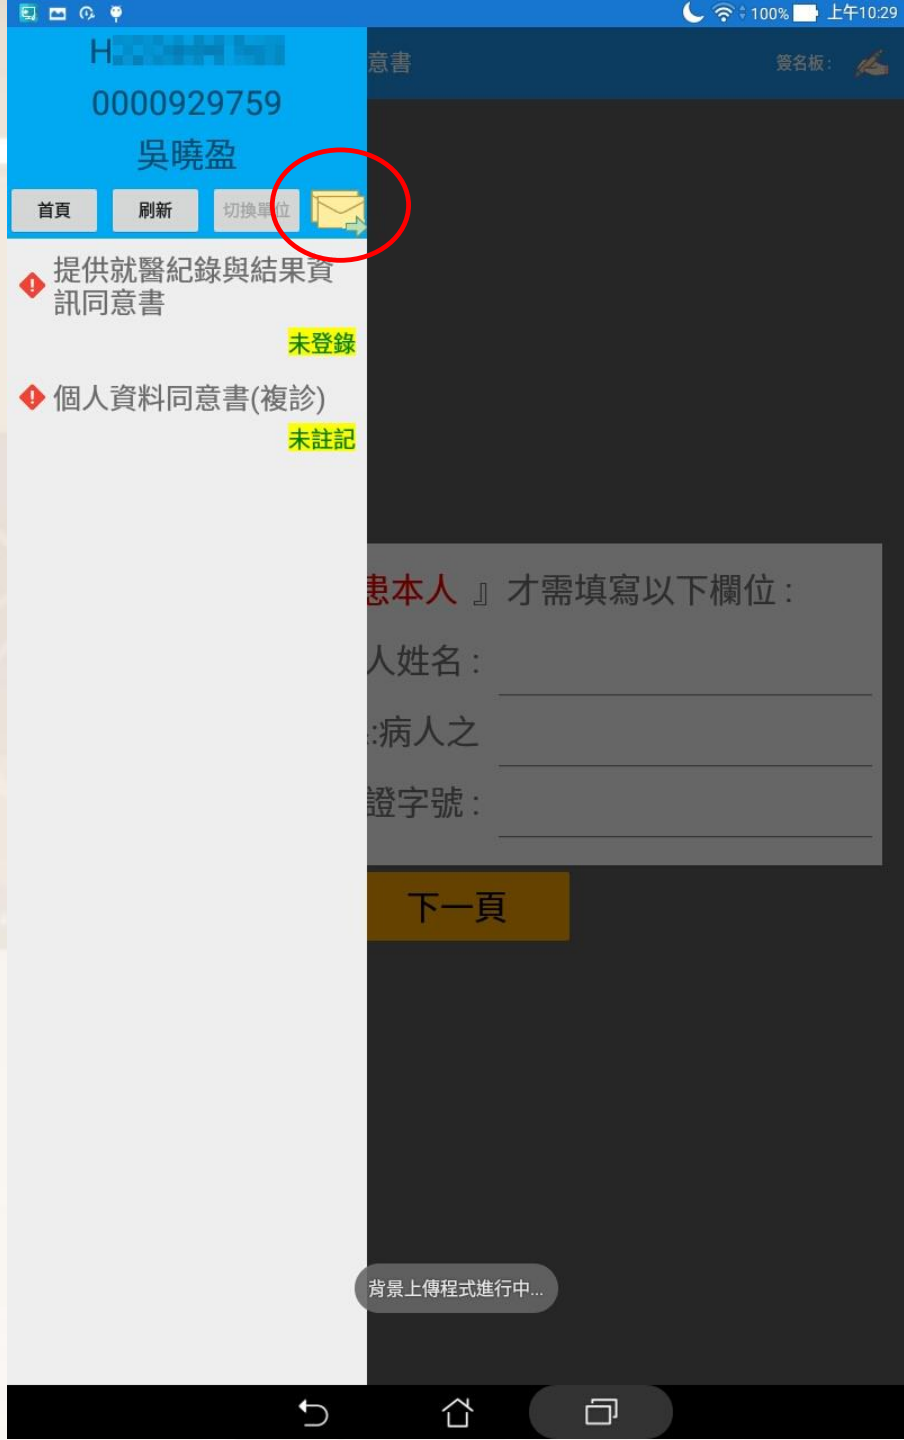 100% 上午10:29
H
0000929759
吳曉盈
首頁 刷新 切換單位
意書 簽名板：
提供就醫紀錄與結果資
訊同意書
未登錄
個人資料同意書(複診)
未註記
患本人 』才需填寫以下欄位：
人姓名：
:病人之
證字號：
下一頁
背景上傳程式進行中...